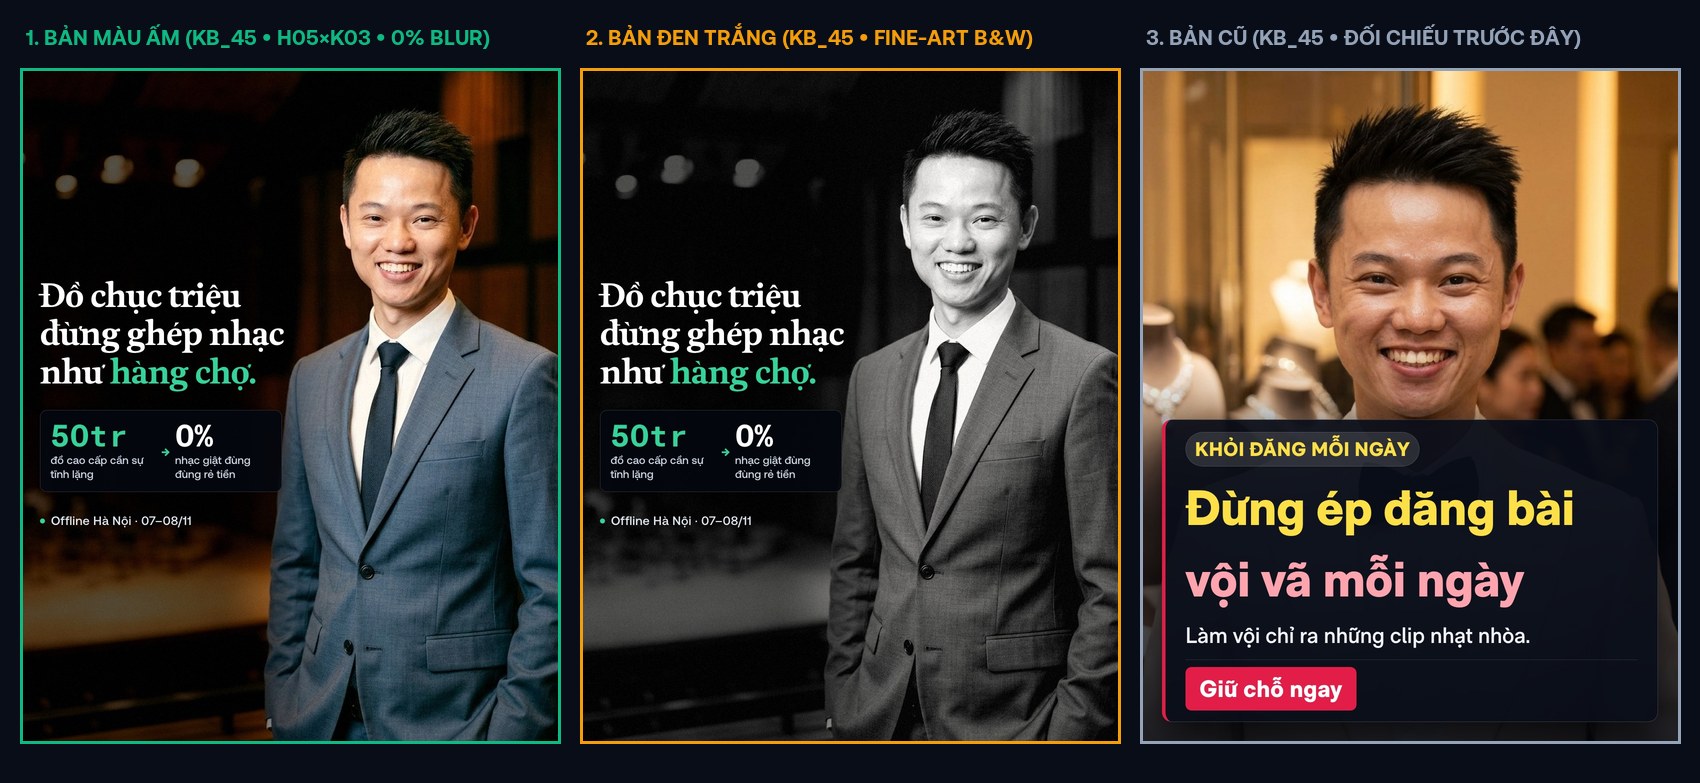 1. BẢN MÀU ẤM (KB_45 • H05×K03 • 0% BLUR)
Đồ chục triệu
đừng ghép nhạc
như hàng chợ.
50tr
đồ cao cấp cần sự
tĩnh lặng
→
0%
nhạc giật đùng
đùng rẻ tiền
• Offline Hà Nội · 07–08/11
2. BẢN ĐEN TRẮNG (KB_45 • FINE-ART B&W)
Đồ chục triệu
đừng ghép nhạc
như hàng chợ.
50tr
đồ cao cấp cần sự
tĩnh lặng
→
0%
nhạc giật đùng
đùng rẻ tiền
• Offline Hà Nội · 07–08/11
3. BẢN CŨ (KB_45 • ĐỐI CHIẾU TRƯỚC ĐÂY)
KHỎI ĐĂNG MỖI NGÀY
Đừng ép đăng bài
vội vã mỗi ngày
Làm vội chỉ ra những clip nhạt nhòa.
Giữ chỗ ngay